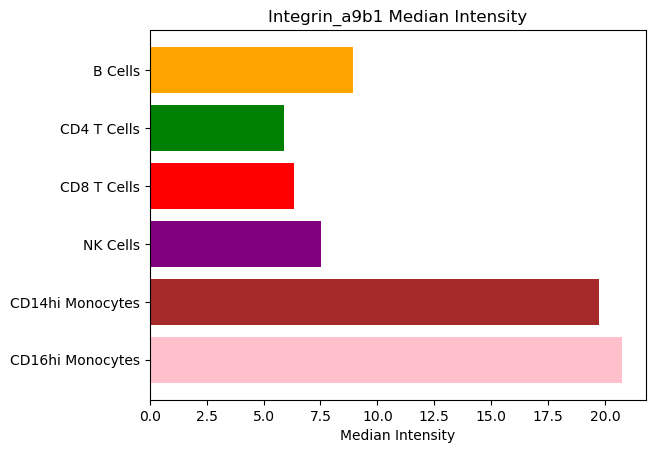 Integrin_a9b1 Median Intensity
B Cells
CD4 T Cells
CD8 T Cells
NK Cells
CD14hi Monocytes
CD16hi Monocytes
0.0 2.5 5.0 7.5 10.0 12.5 15.0 17.5 20.0
Median Intensity